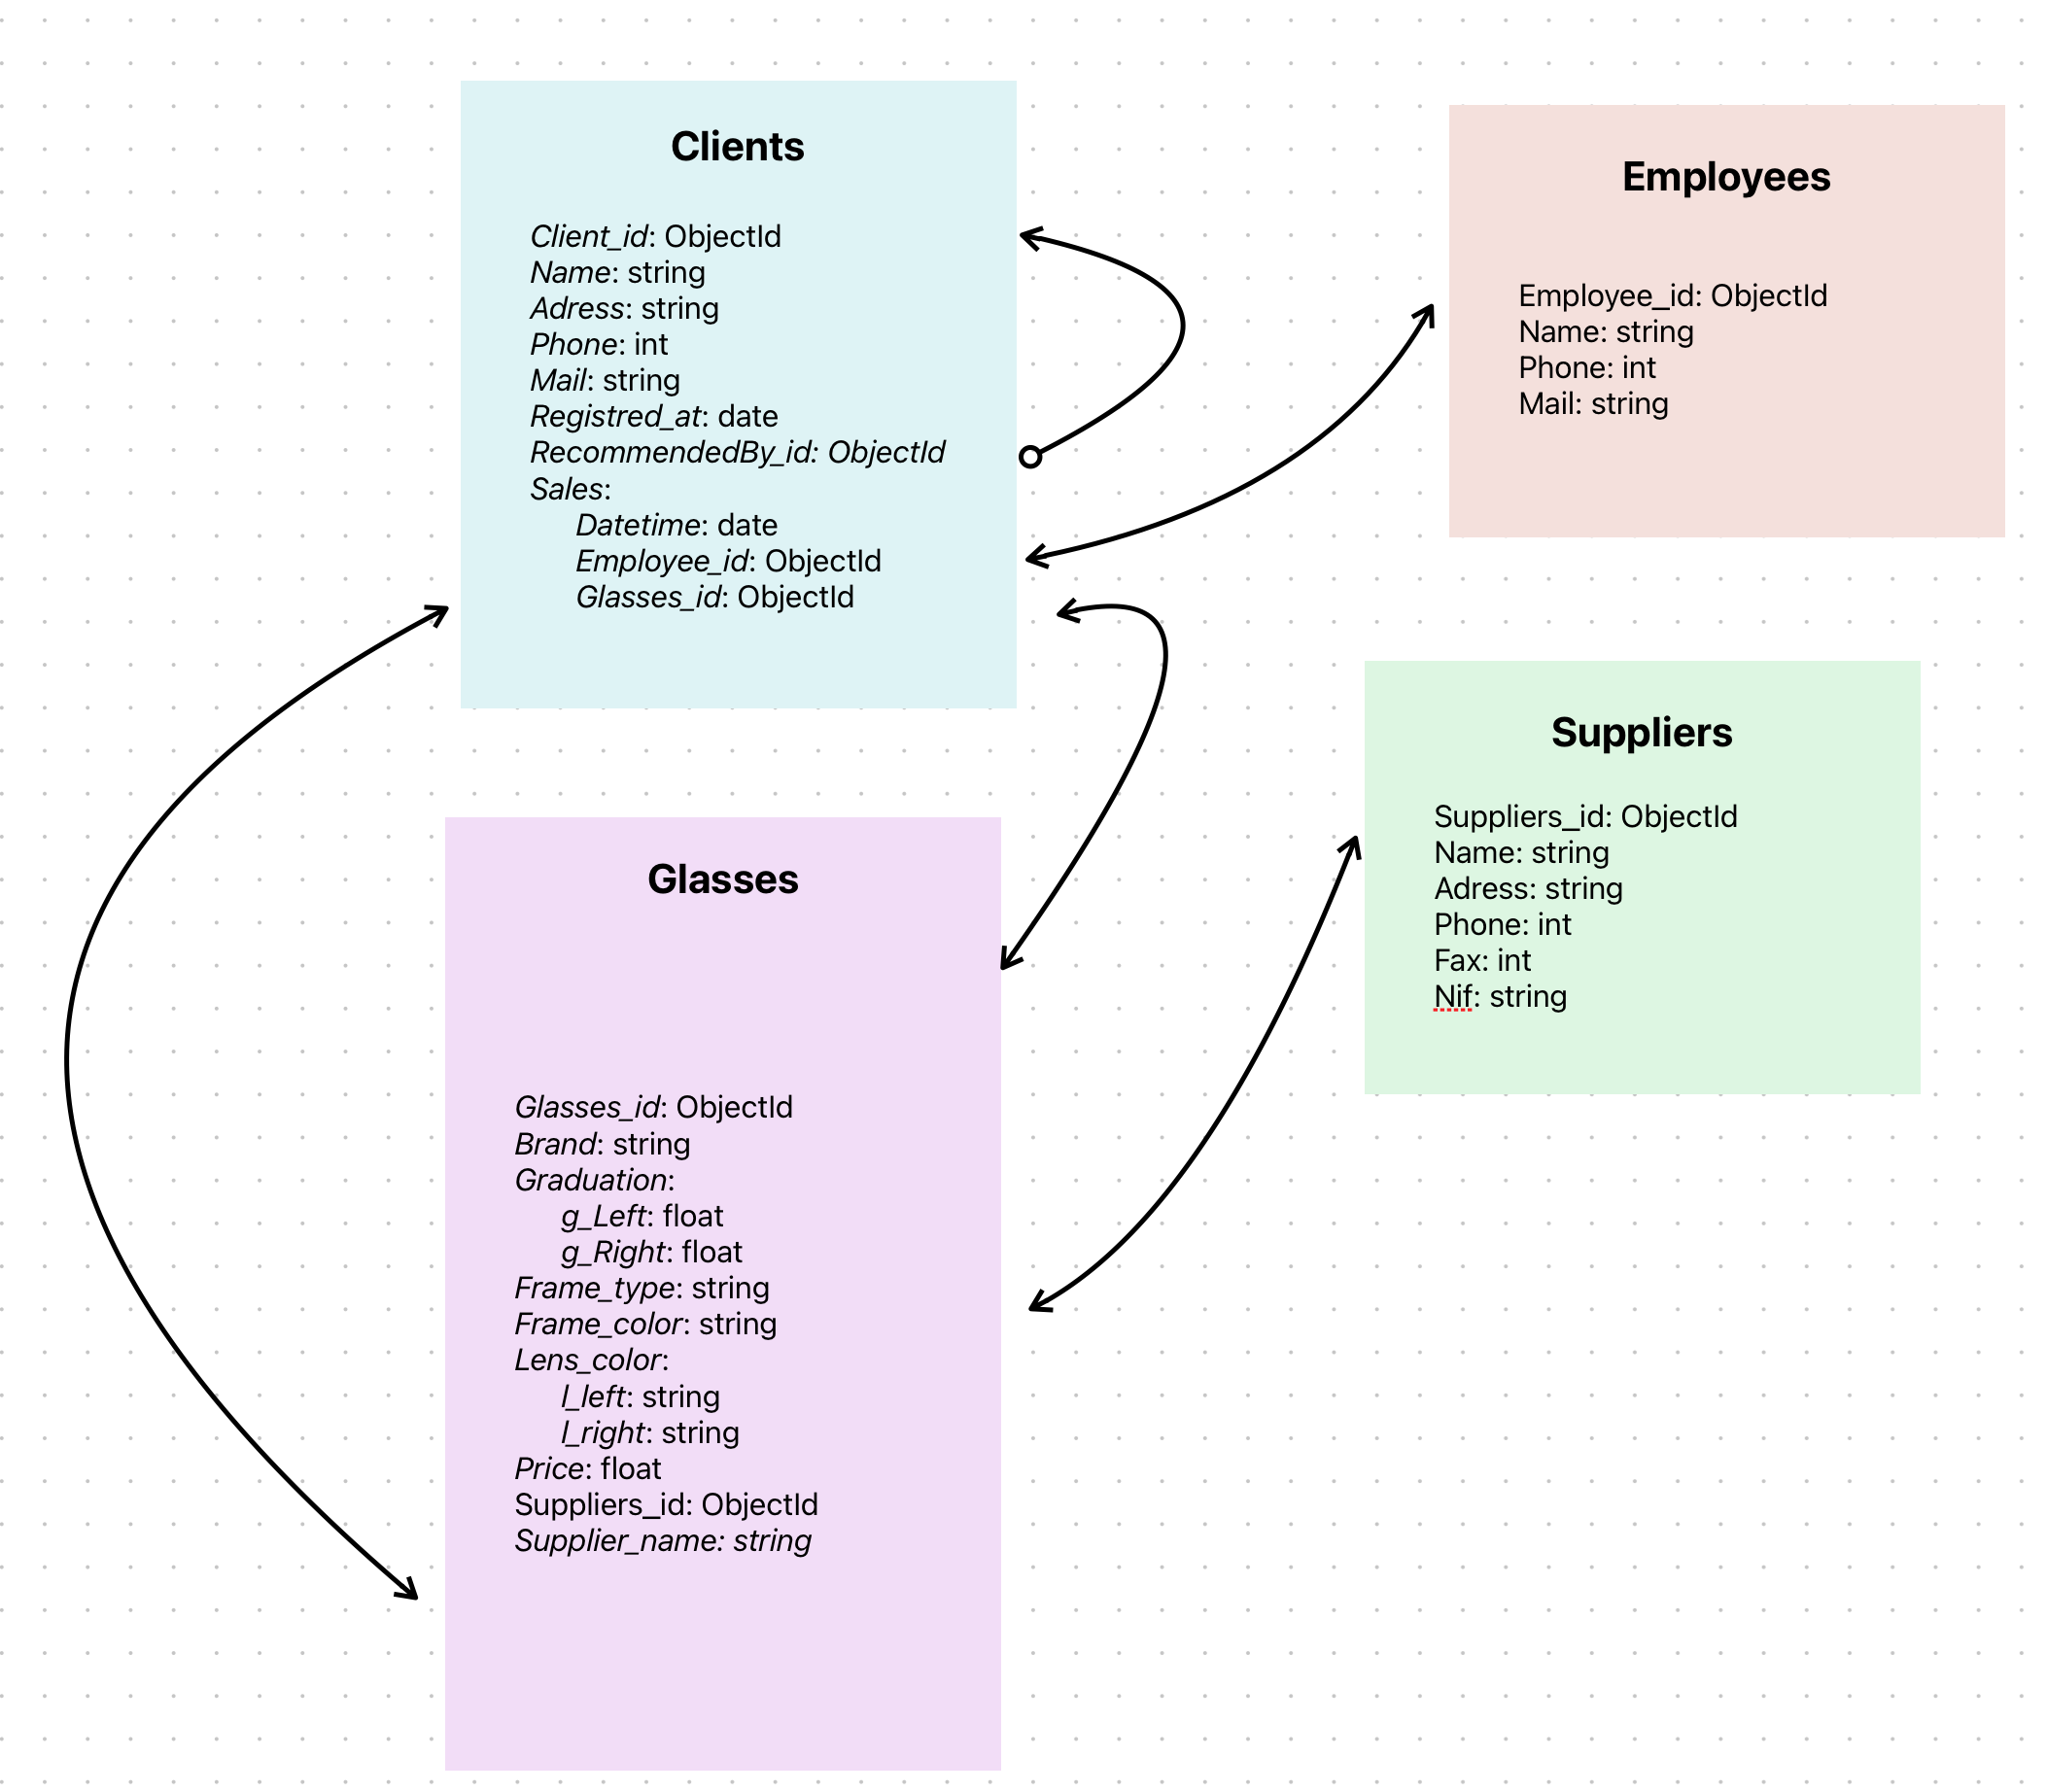 Clients
Client_id: ObjectId
Name: string
Adress: string
Phone: int
Mail: string
Registred_at: date
RecommendedBy_id: ObjectId
Sales:
Datetime: date
Employee_id: ObjectId
Glasses_id: ObjectId
Employees
Employee_id: ObjectId
Name: string
Phone: int
Mail: string
Suppliers
Suppliers_id: ObjectId
Name: string
Adress: string
Phone: int
Fax: int
Nif: string
Glasses
Glasses_id: ObjectId
Brand: string
Graduation:
g_Left: float
g_Right: float
Frame_type: string
Frame_color: string
Lens_color:
l_left: string
l_right: string
Price: float
Suppliers_id: ObjectId
Supplier_name: string